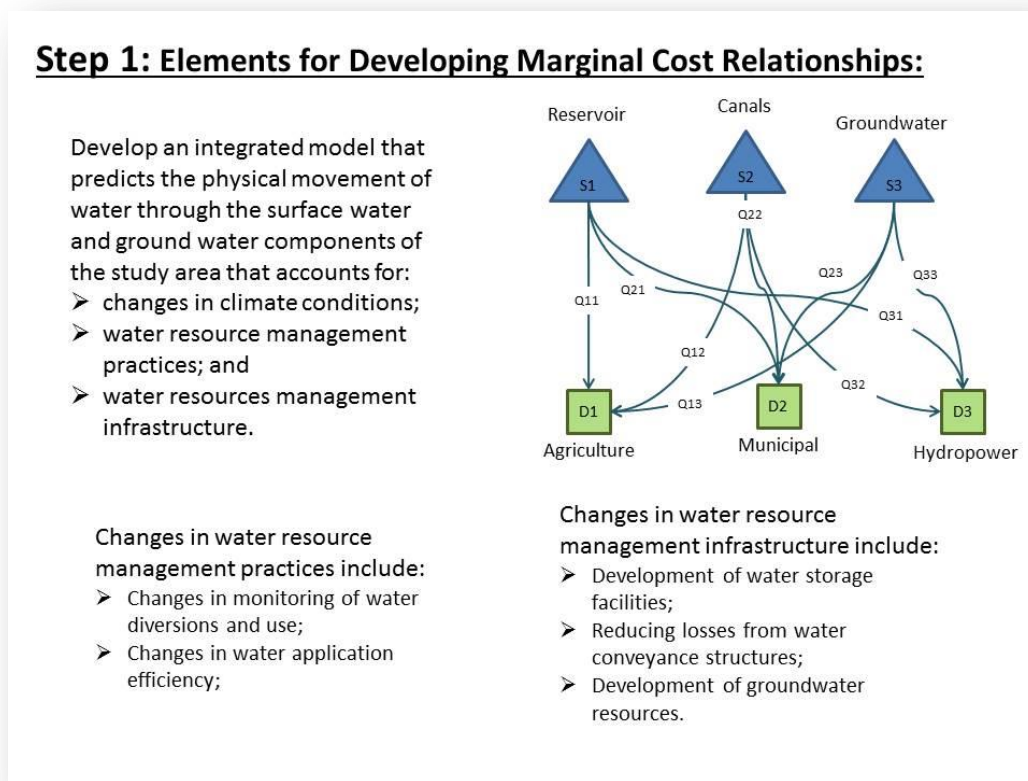 Step 1: Elements for Developing Marginal Cost Relationships:
Develop an integrated model that
predicts the physical movement of
water through the surface water
and ground water components of
the study area that accounts for:
➢ changes in climate conditions;
➢ water resource management
practices; and
➢ water resources management
infrastructure.
Reservoir
Canals
Groundwater
S1
S2
S3
Q22
Q11
Q21
Q23
Q33
Q31
Q12
Q13
Q32
D1
D2
D3
Agriculture
Municipal
Hydropower
Changes in water resource
management practices include:
➢ Changes in monitoring of water
diversions and use;
➢ Changes in water application
efficiency;
Changes in water resource
management infrastructure include:
➢ Development of water storage
facilities;
➢ Reducing losses from water
conveyance structures;
➢ Development of groundwater
resources.